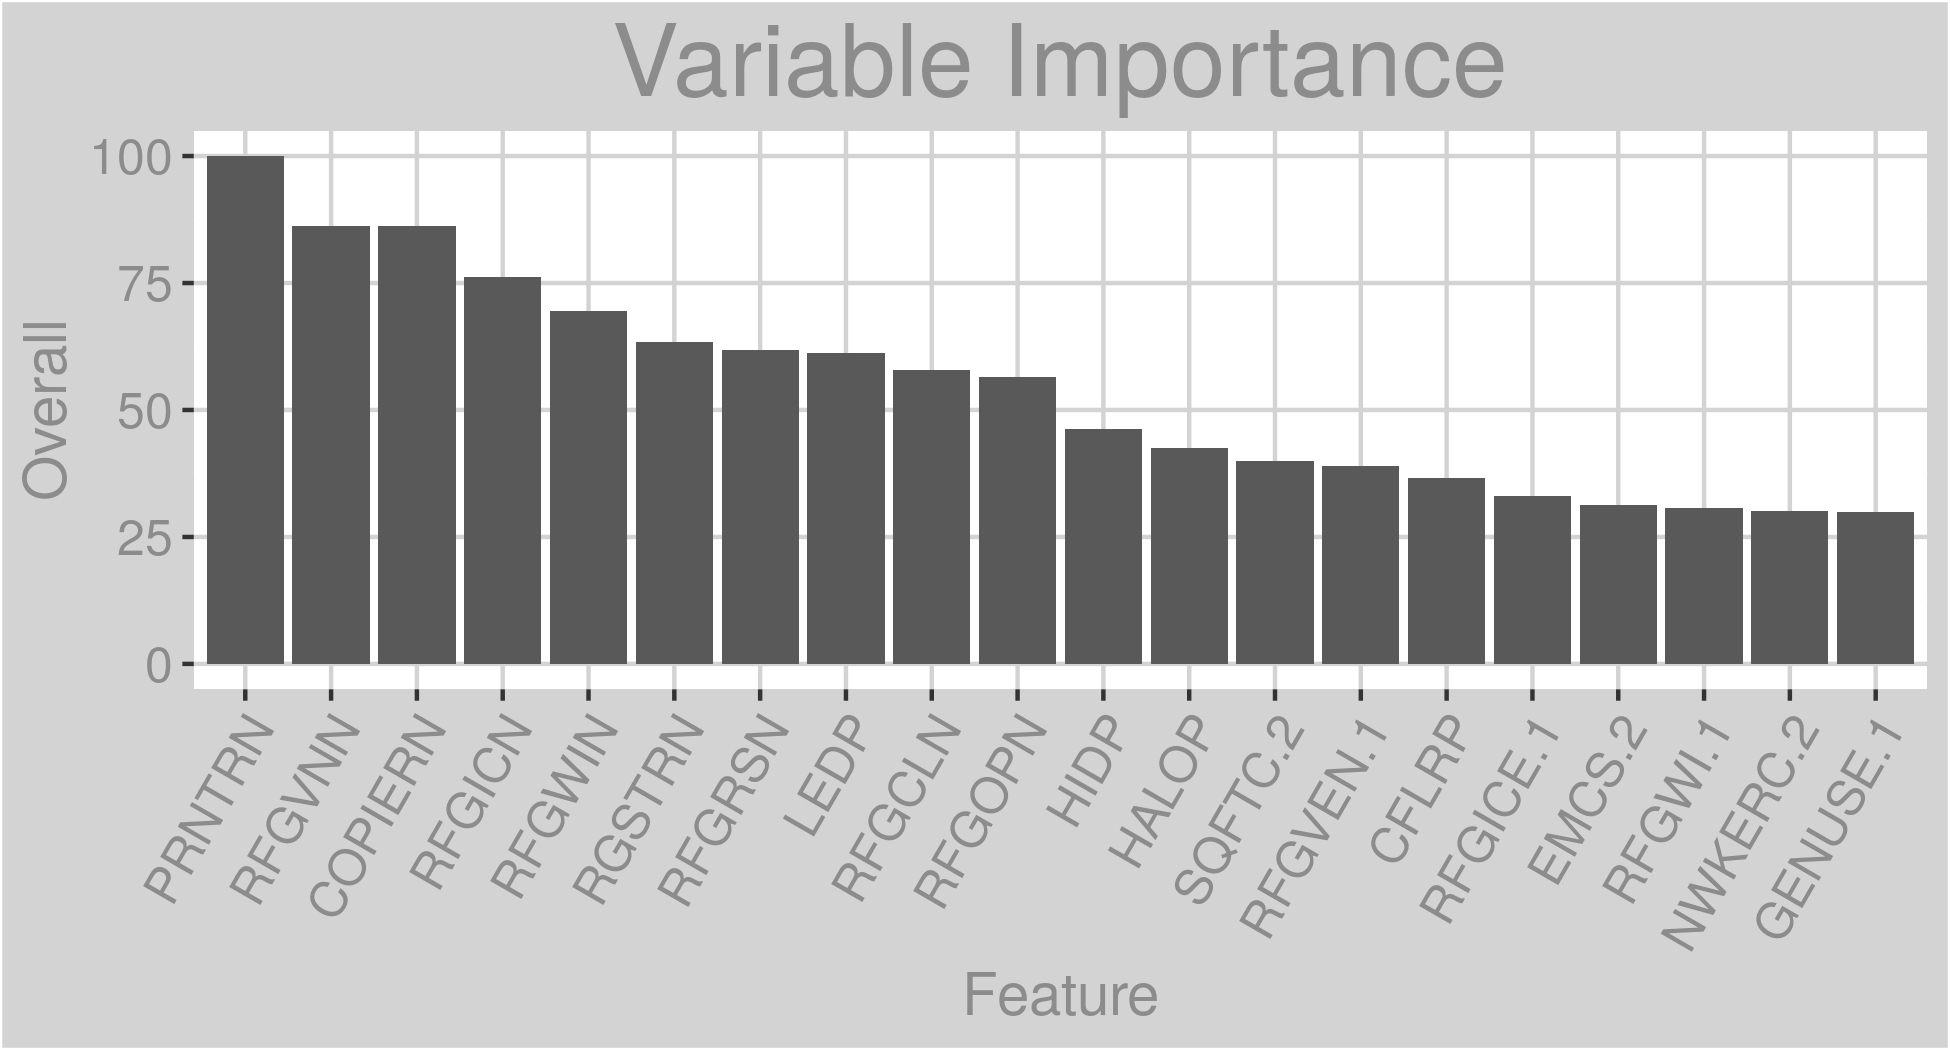 Variable Importance
Overall
100
75
50
25
0
PRNTRN
RFGVNN
COPIERN
RFGICN
RFGWIN
RGSTRN
RFGRSN
LEDP
RFGCLN
RFGOPN
HIDP
HALOP
SQFTC.2
RFGVEN.1
CFLRP
RFGICE.1
EMCS.2
RFGWI.1
NWKERC.2
GENUSE.1
Feature